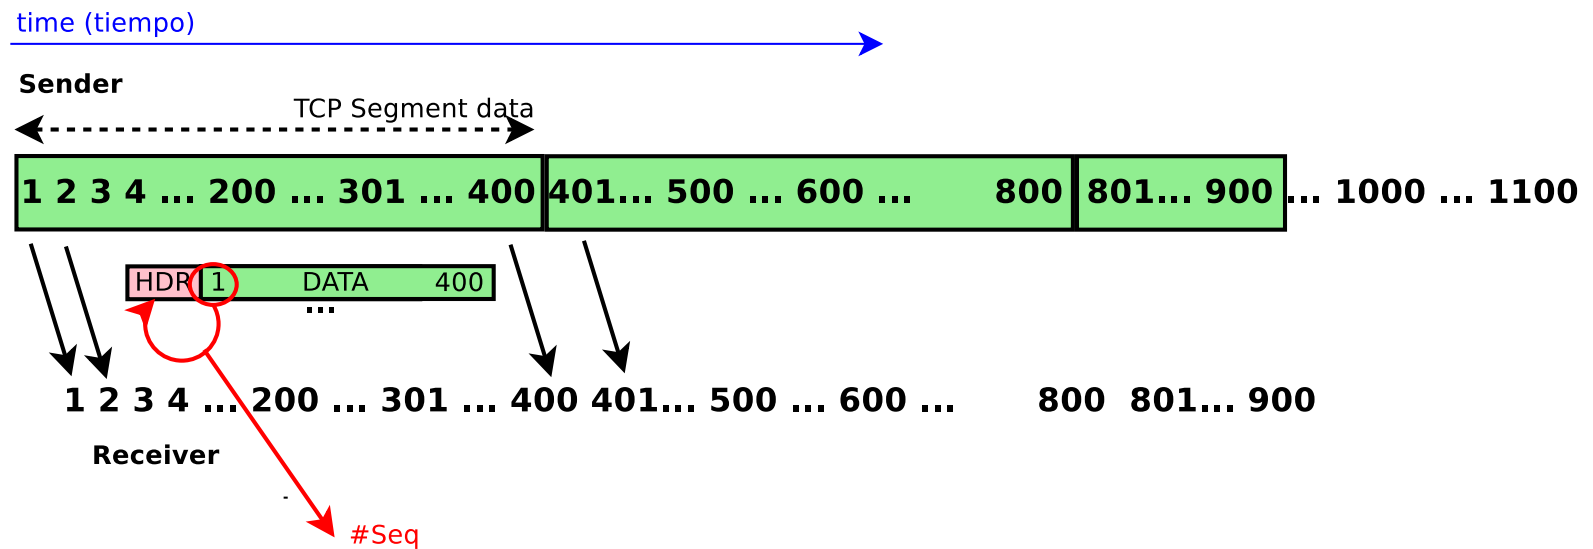 time (tiempo)
Sender
TCP Segment data
1 2 3 4 ... 200 ... 301 ... 400 401... 500 ... 600 ... 800 801... 900 ... 1000 ... 1100
HDR 1 DATA 400
...
1 2 3 4 ... 200 ... 301 ... 400 401... 500 ... 600 ... 800 801... 900
Receiver
-
#Seq